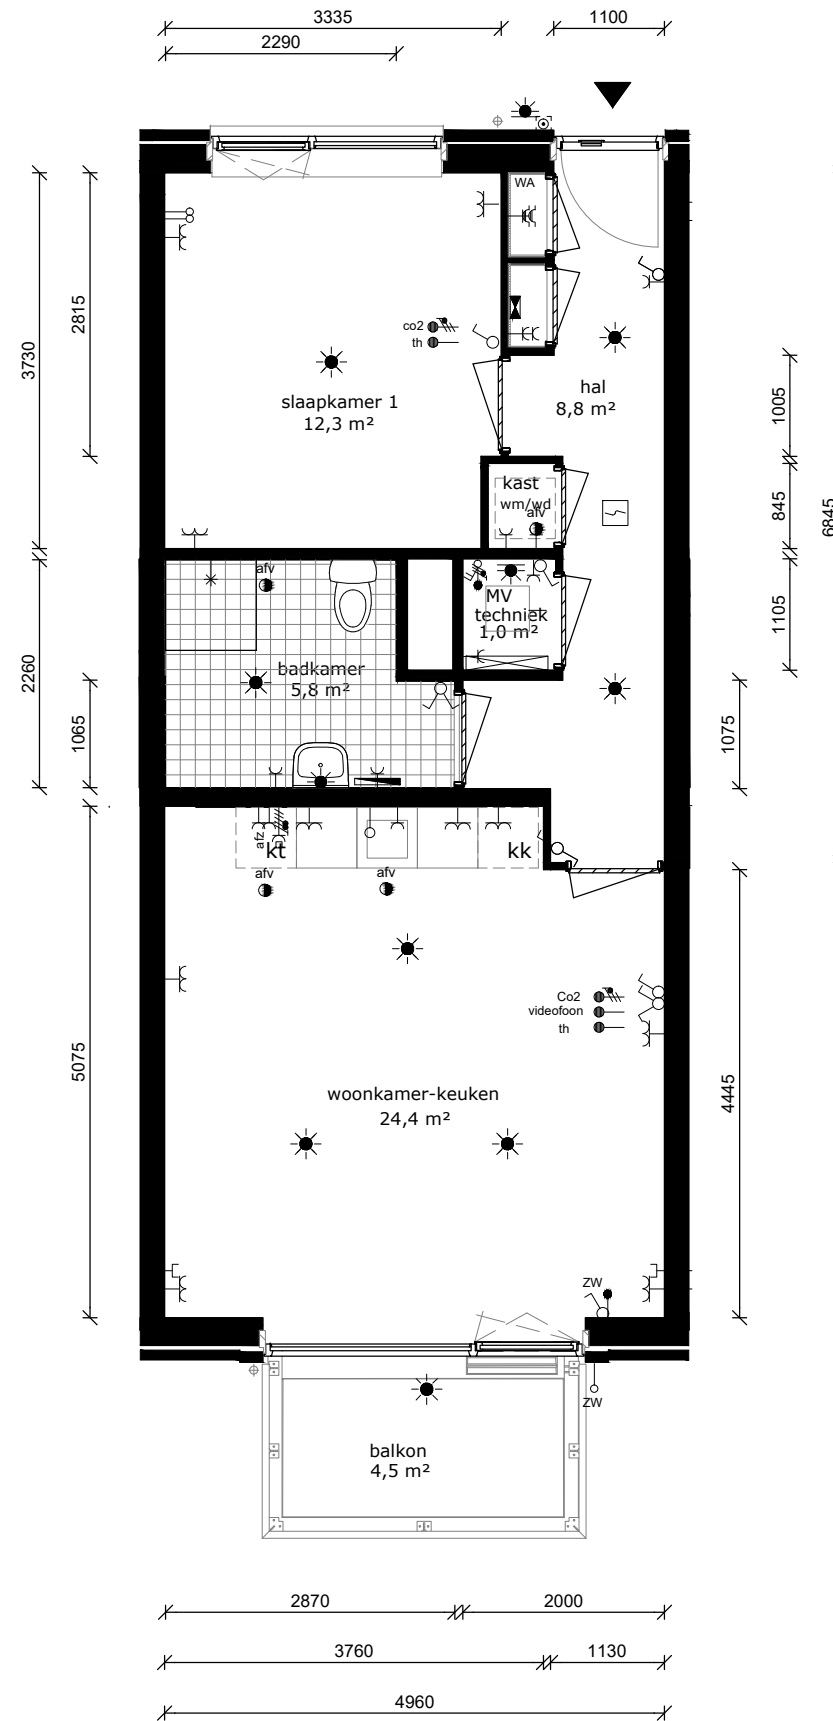 3335
1100
2290
WA
2815
3730
co2
th
slaapkamer 1
12,3 m²
hal
8,8 m²
1005
kast
wm/wd
afv
845
6845
afv
MV
techniek
1,0 m²
1105
badkamer
5,8 m²
2260
1065
1075
afz
kt
kk
afv
afv
Co2
videofoon
th
5075
4445
woonkamer-keuken
24,4 m²
ZW
ZW
balkon
4,5 m²
2870
2000
3760
1130
4960